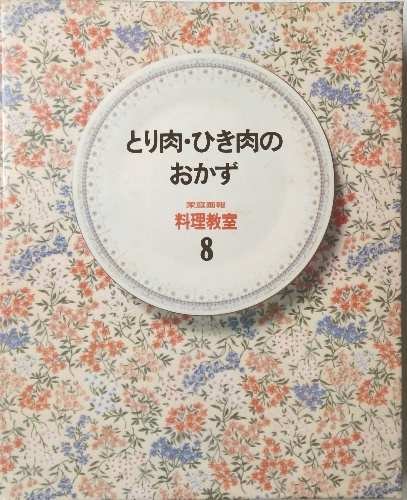 とり肉・ひき肉の
おかず
家庭画報
料理教室
8